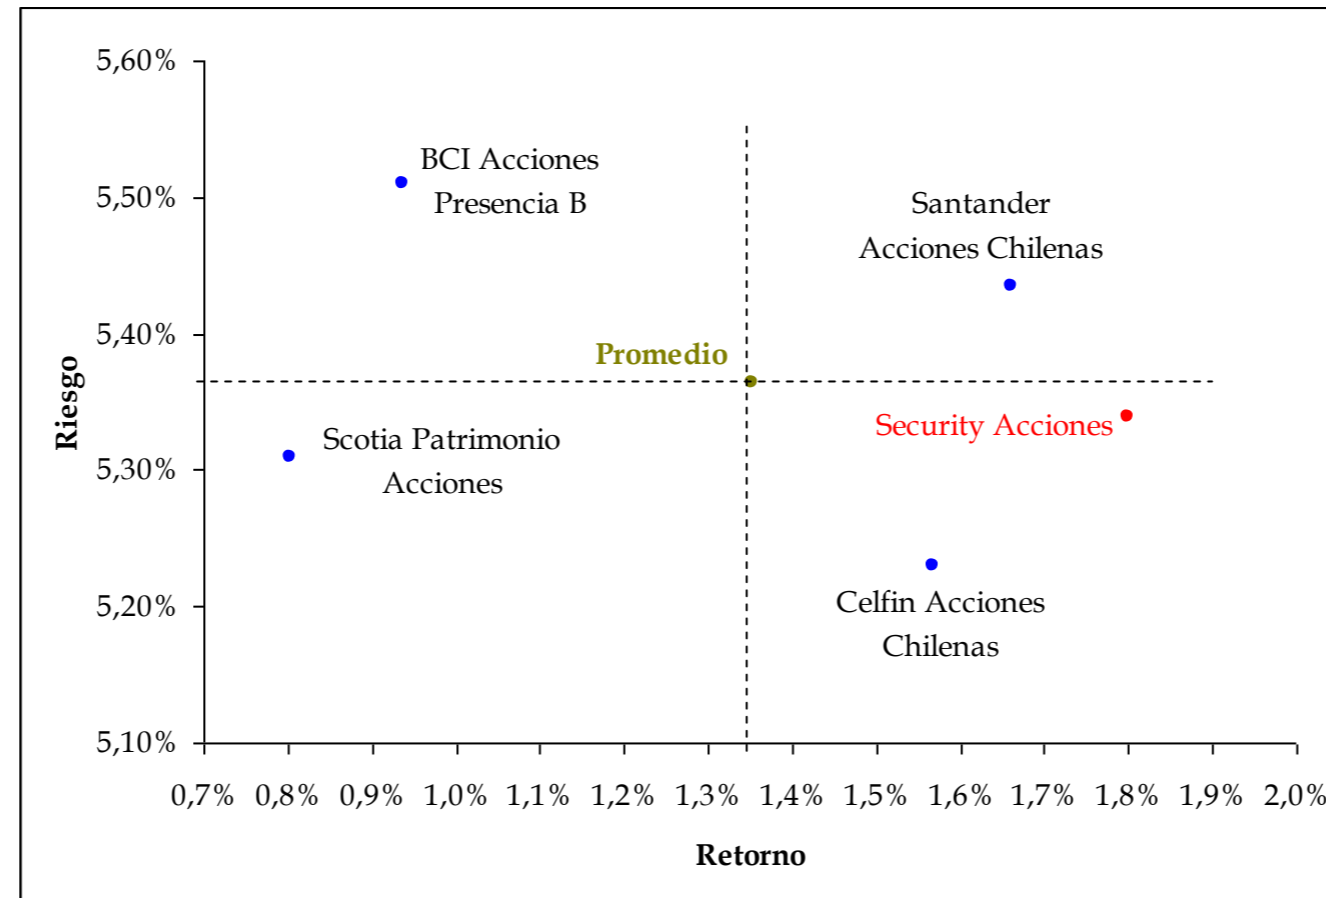 5,60%
BCI Acciones
Presencia B
5,50%
Santander
Acciones Chilenas
5,40%
Promedio
Riesgo
Security Acciones
Scotia Patrimonio
Acciones
5,30%
5,20%
Celfin Acciones
Chilenas
5,10%
0,7% 0,8% 0,9% 1,0% 1,1% 1,2% 1,3% 1,4% 1,5% 1,6% 1,7% 1,8% 1,9% 2,0%
Retorno